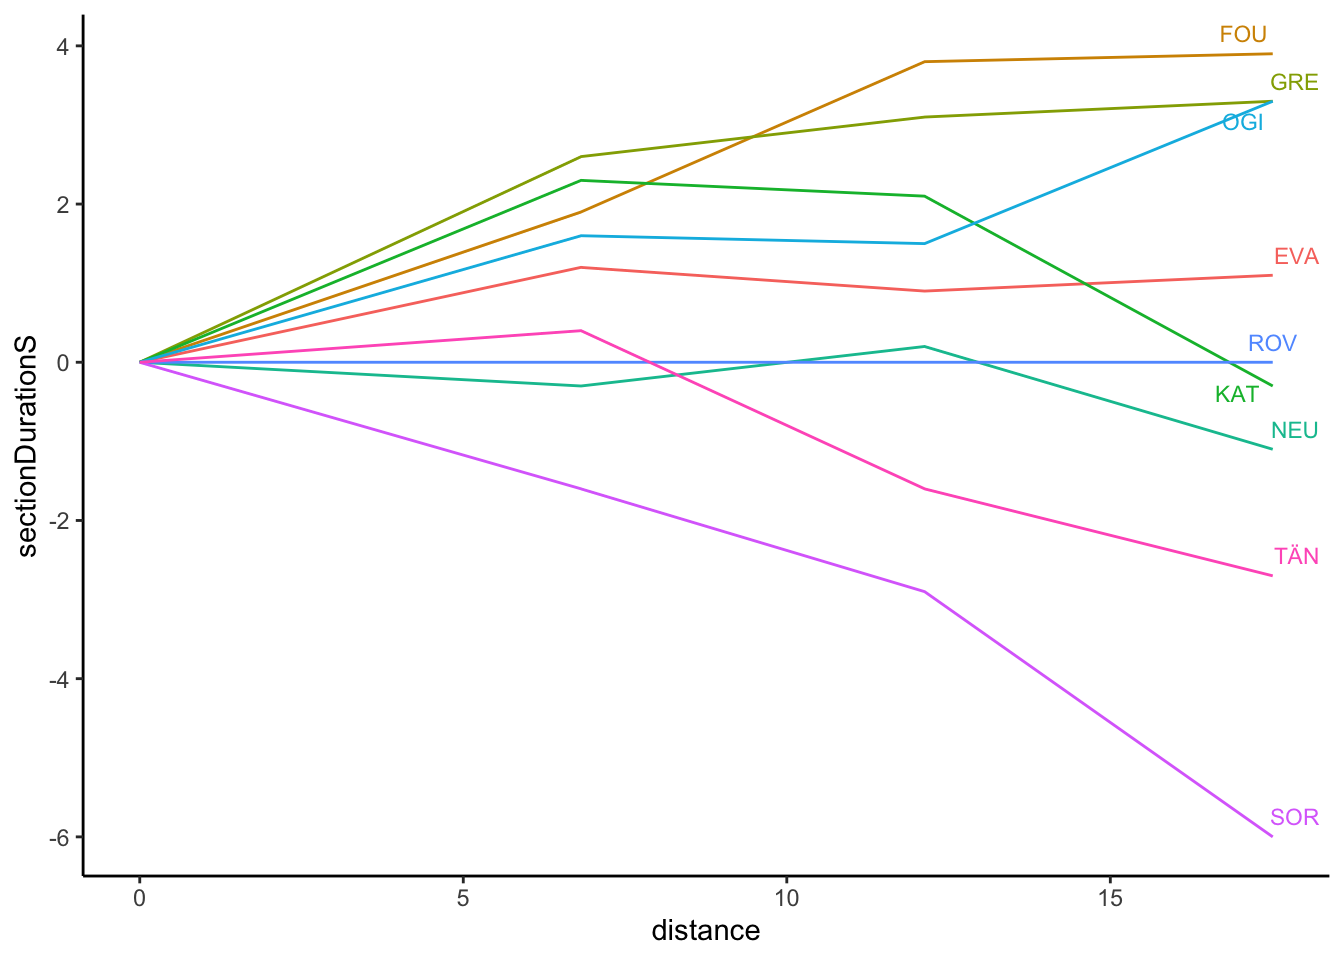 FOU
4
GRE
OGI
2
EVA
ROV
0
KAT
NEU
-2
TÄN
-4
SOR
-6
sectionDurationS
0 5 10 15
distance